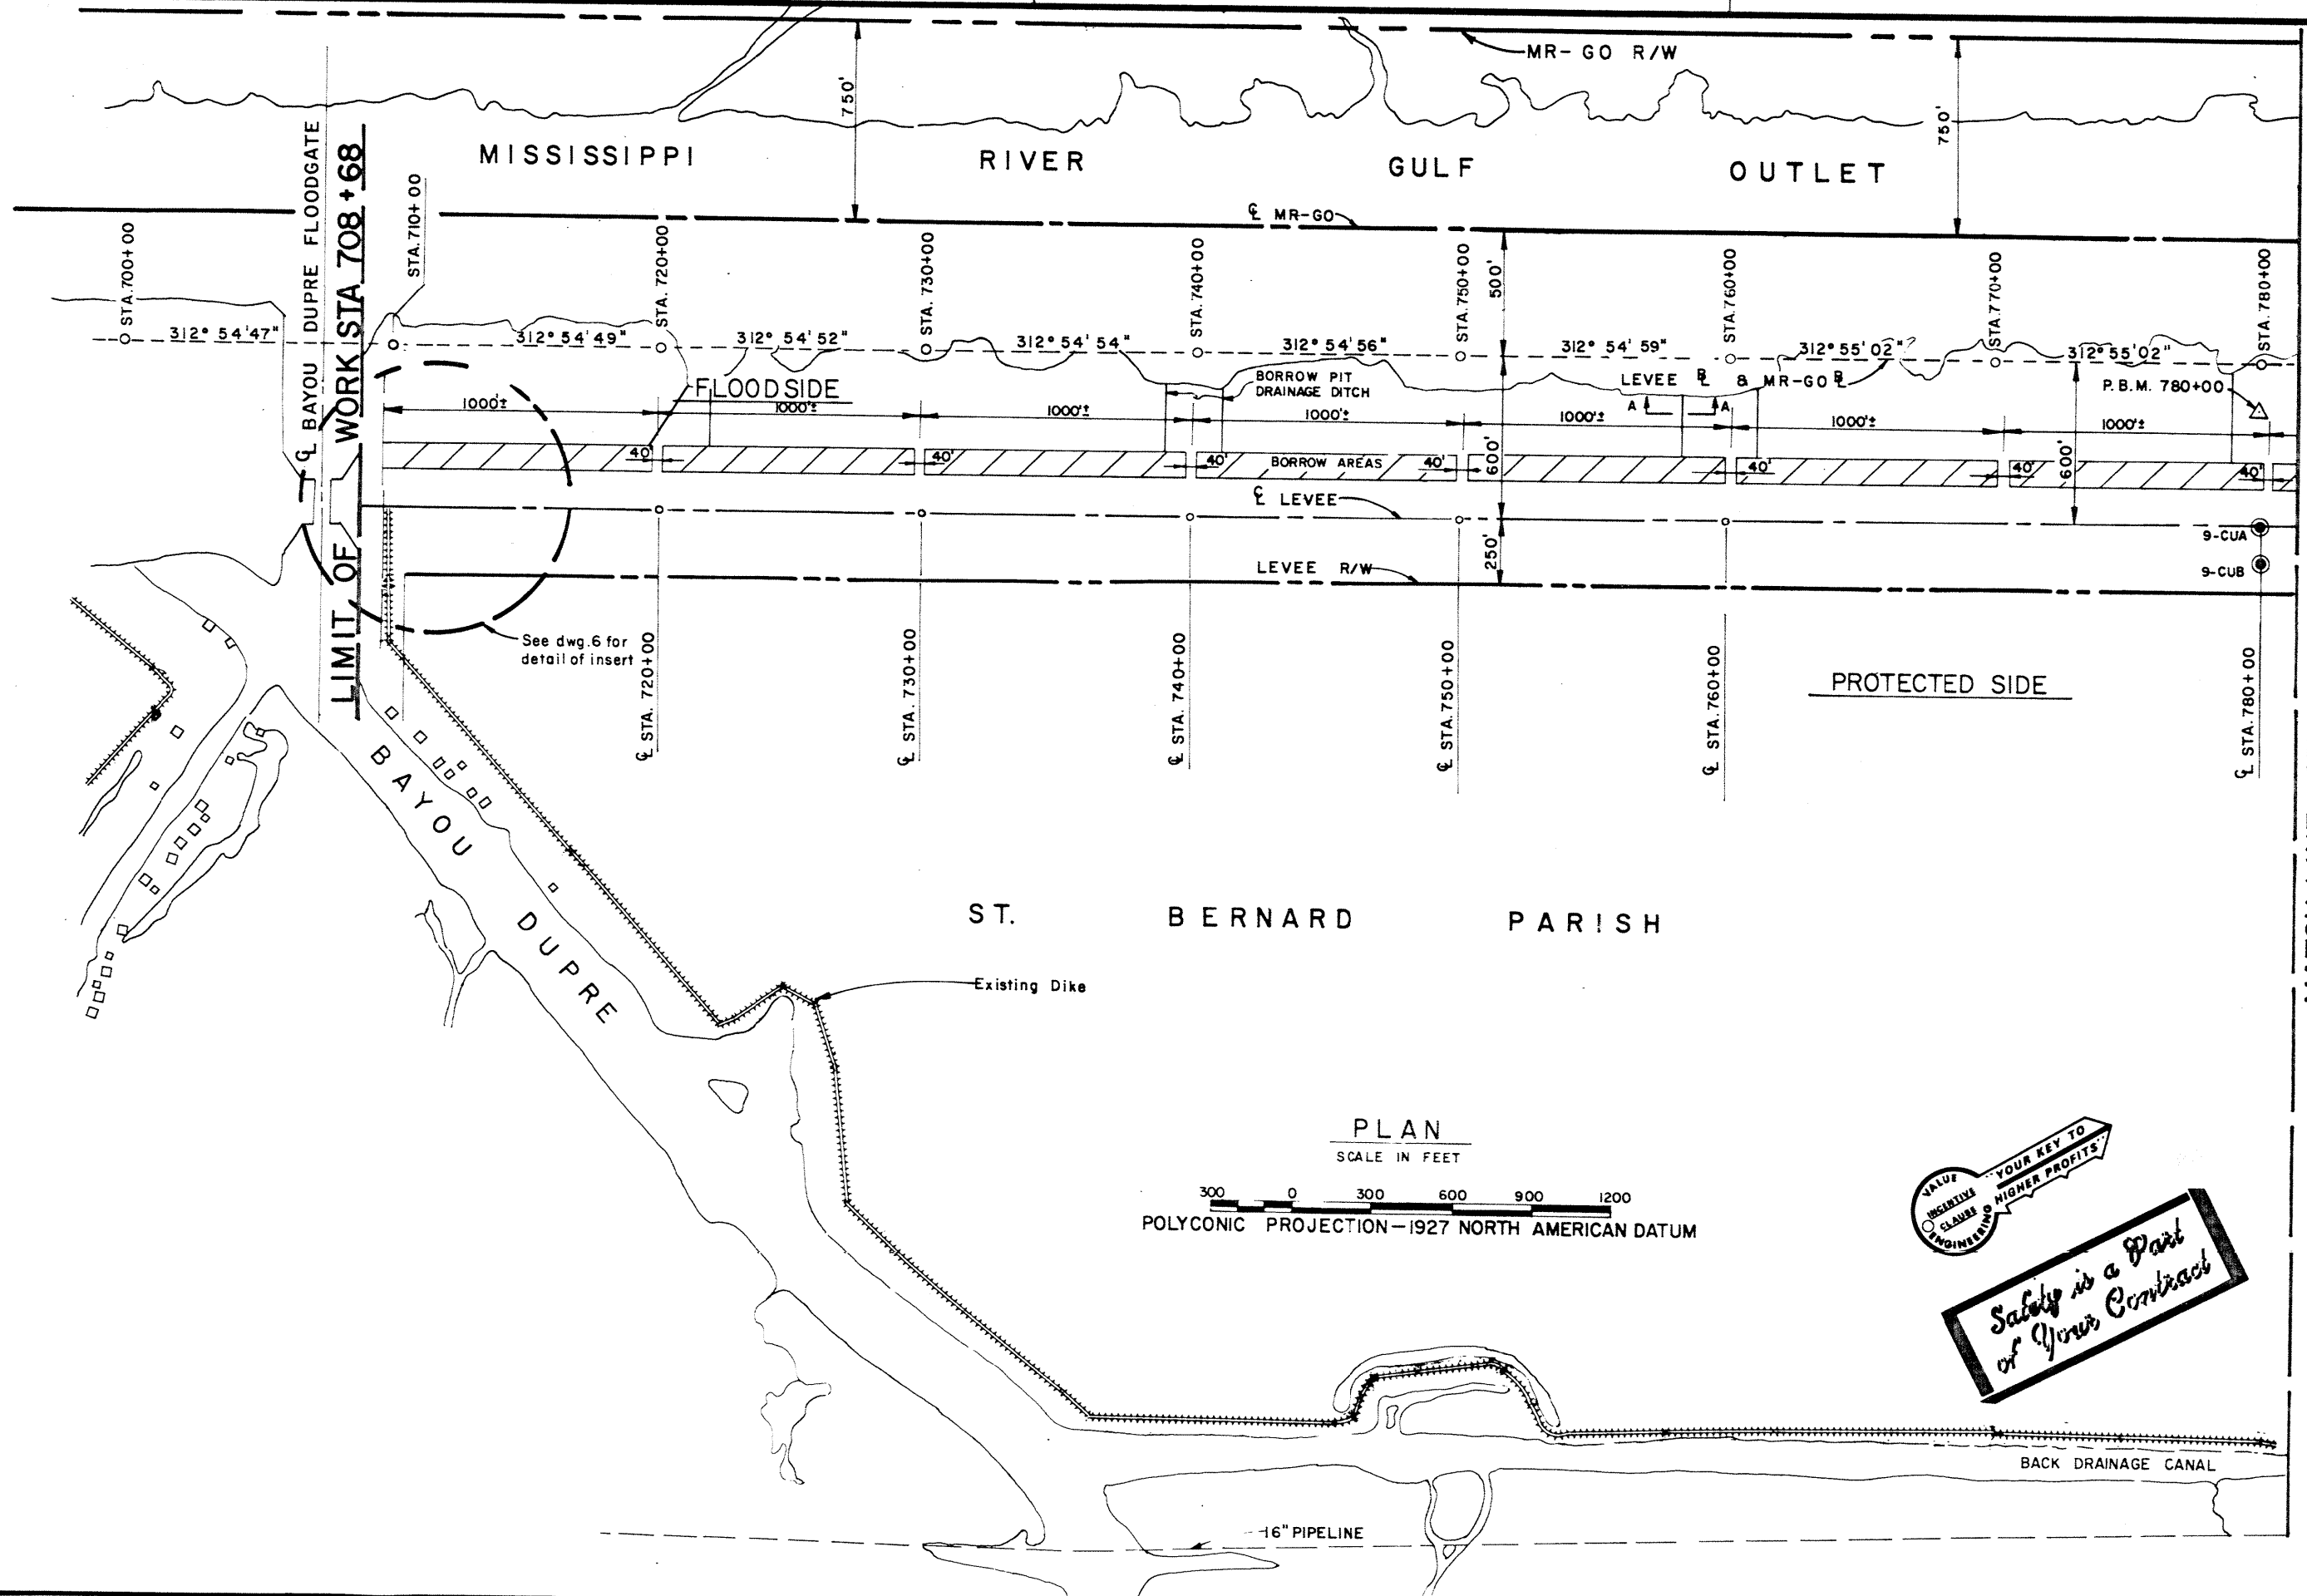 MR-GO R/W
750'
750'
MISSISSIPPI RIVER GULF OUTLET
℄ BAYOU DUPRE FLOODGATE
LIMIT OF WORK STA 708+68
STA. 710+00
℄ MR-GO
STA. 700+00
STA. 720+00
STA. 730+00
STA. 740+00
STA. 750+00
STA. 760+00
STA. 770+00
STA. 780+00
500'
312° 54' 47"
312° 54' 49"
312° 54' 52"
312° 54' 54"
312° 54' 56"
312° 54' 59"
312° 55' 02"
312° 55' 02"
FLOODSIDE
BORROW PIT
DRAINAGE DITCH
LEVEE ℄ & MR-GO ℄
P.B.M. 780+00
A A
1000'±
1000'±
1000'±
1000'±
1000'±
1000'±
1000'±
40'
40'
40'
BORROW AREAS
40'
40'
40'
40'
600'
600'
℄ LEVEE
9-CUA
250'
LEVEE R/W
9-CUB
See dwg. 6 for
detail of insert
℄ STA. 720+00
℄ STA. 730+00
℄ STA. 740+00
℄ STA. 750+00
℄ STA. 760+00
℄ STA. 780+00
PROTECTED SIDE
BAYOU DUPRE
ST. BERNARD PARISH
Existing Dike
PLAN
SCALE IN FEET
300 0 300 600 900 1200
POLYCONIC PROJECTION—1927 NORTH AMERICAN DATUM
VALUE
INCENTIVE
CLAUSE
ENGINEERING
"YOUR KEY TO
HIGHER PROFITS"
Safety is a Part
of Your Contract
BACK DRAINAGE CANAL
16" PIPELINE